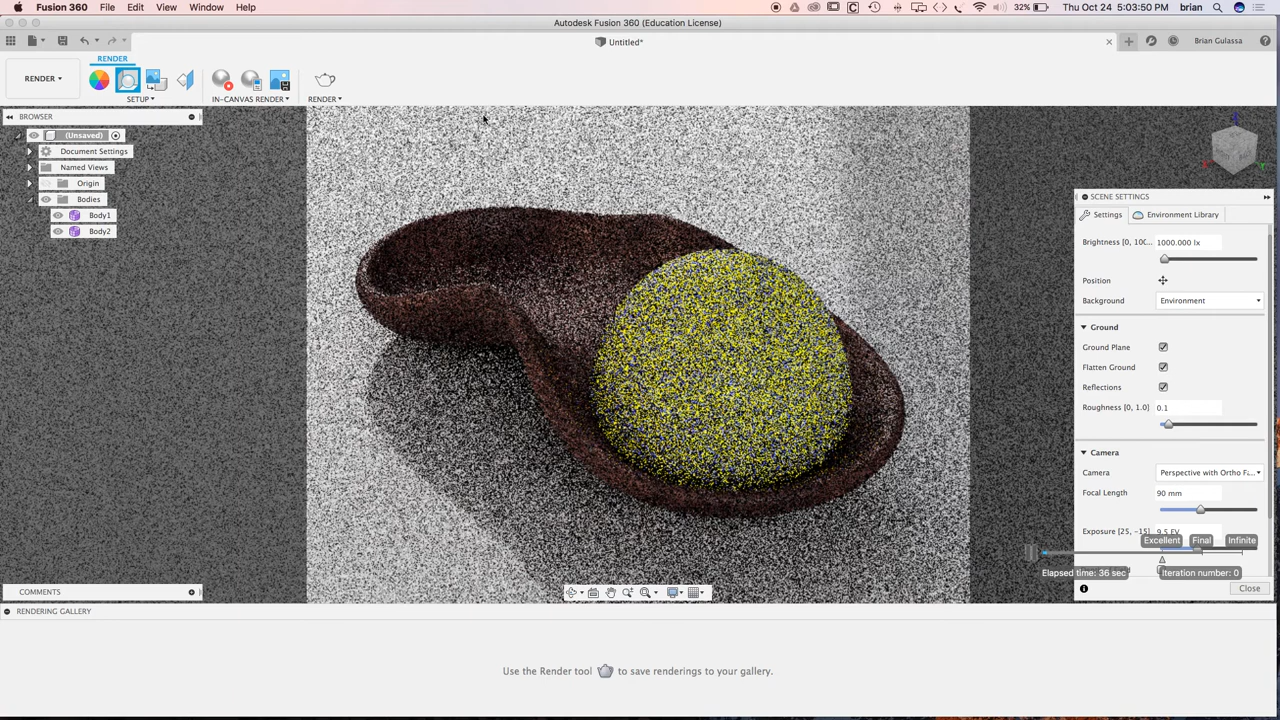 Fusion 360 File Edit View Window Help 32% Thu Oct 24 5:03:50 PM brian
Autodesk Fusion 360 (Education License)
Untitled* Brian Gulassa
RENDER
RENDER
SETUP IN-CANVAS RENDER RENDER
BROWSER
(Unsaved)
Document Settings
Named Views
Origin
Bodies
Body1
Body2
SCENE SETTINGS
Settings Environment Library
Brightness [0, 10C... 1000.000 lx
Position
Background Environment
Ground
Ground Plane
Flatten Ground
Reflections
Roughness [0, 1.0] 0.1
Camera
Camera Perspective with Ortho Fa...
Focal Length 90 mm
Exposure [25, -15] 9.5 EV
Excellent Final Infinite
Elapsed time: 36 sec Iteration number: 0
Close
COMMENTS
RENDERING GALLERY
Use the Render tool to save renderings to your gallery.